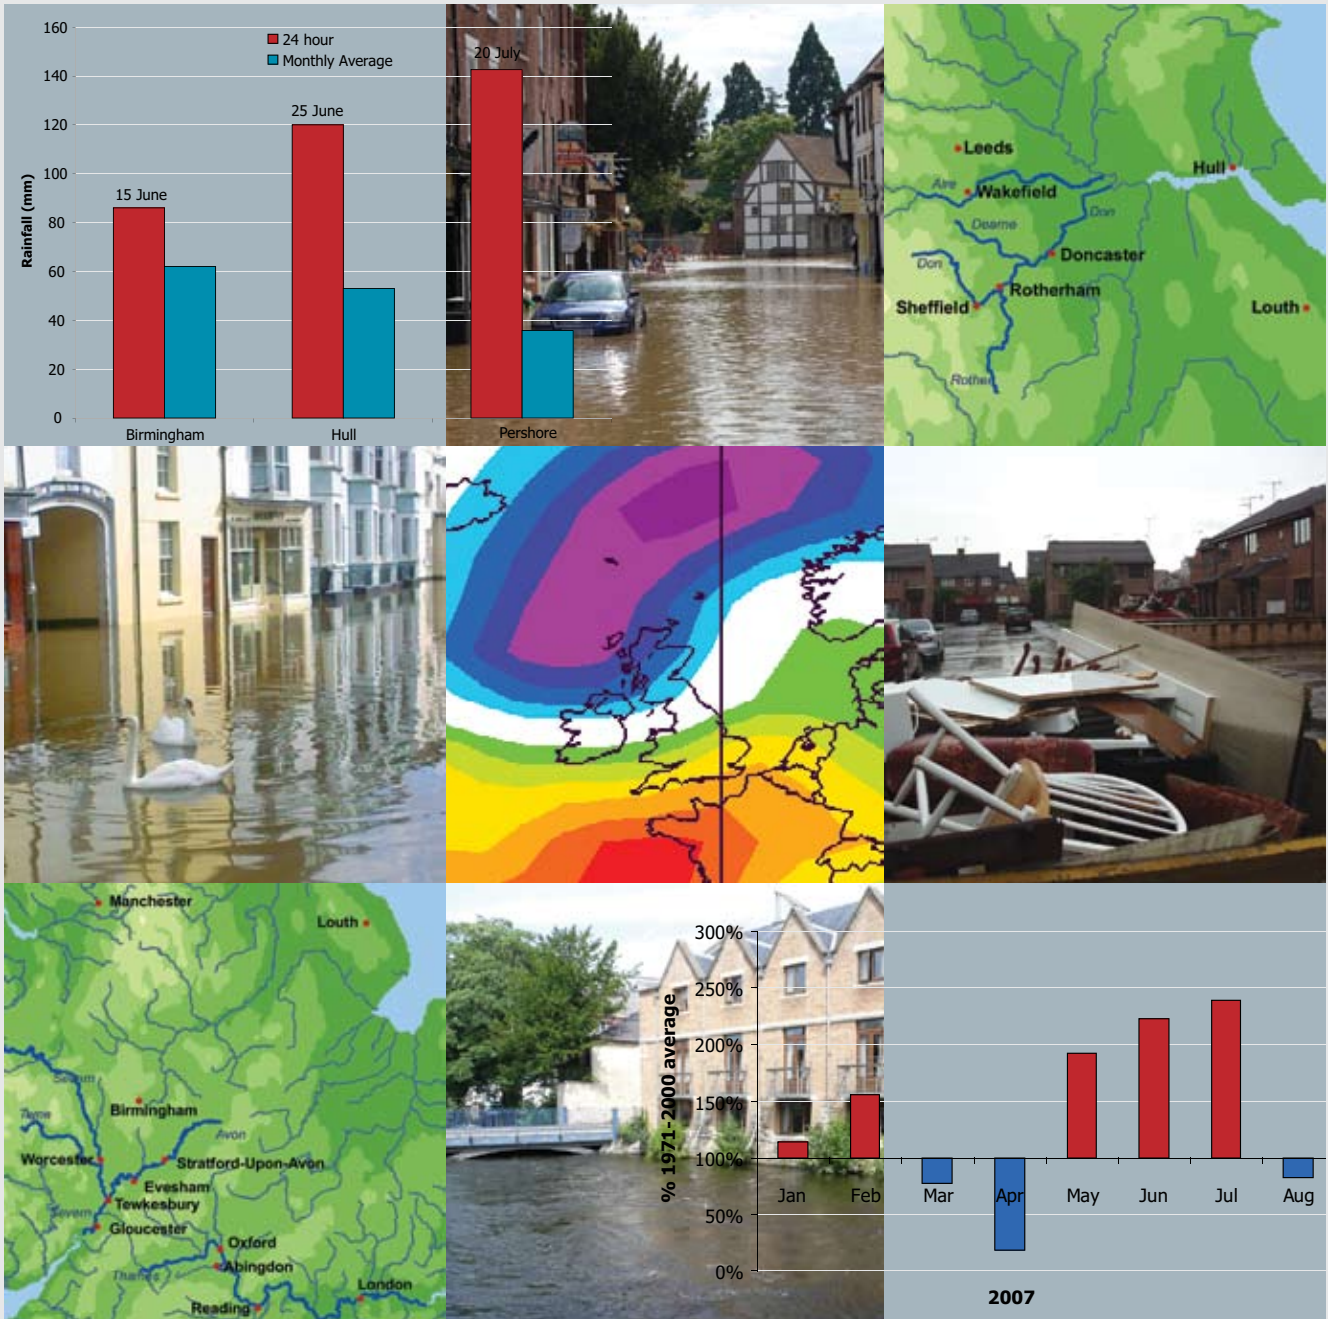 160
140
120
100
80
60
40
20
0
Rainfall (mm)
24 hour
Monthly Average
15 June
25 June
20 July
Birmingham
Hull
Pershore
Leeds
Hull
Aire
Wakefield
Dearne
Don
Don
Doncaster
Rotherham
Sheffield
Louth
Rother
Manchester
Louth
Severn
Teme
Birmingham
Avon
Worcester
Stratford-Upon-Avon
Evesham
Tewkesbury
Severn
Gloucester
Oxford
Abingdon
Thames
London
Reading
300%
250%
200%
150%
100%
50%
0%
% 1971-2000 average
Jan
Feb
Mar
Apr
May
Jun
Jul
Aug
2007